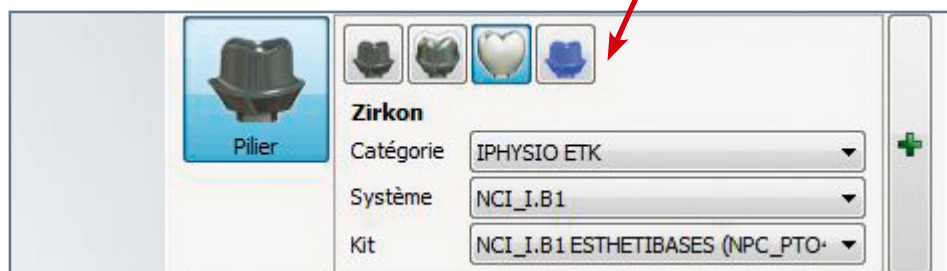 Zirkon
Pilier
Catégorie IPHYSIO ETK
Système NCI_I.B1
Kit NCI_I.B1 ESTHETIBASES (NPC_PTO